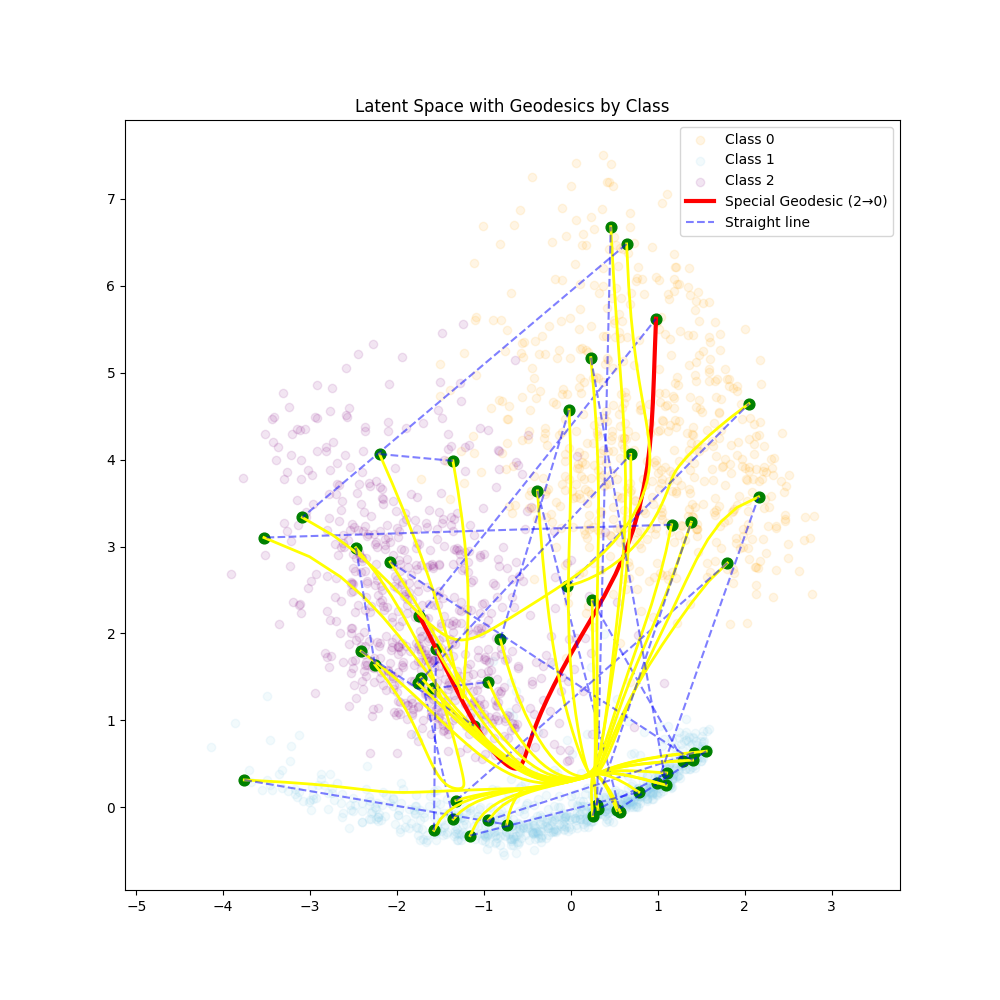 Latent Space with Geodesics by Class
Class 0
Class 1
Class 2
Special Geodesic (2→0)
Straight line
7
6
5
4
3
2
1
0
−5 −4 −3 −2 −1 0 1 2 3